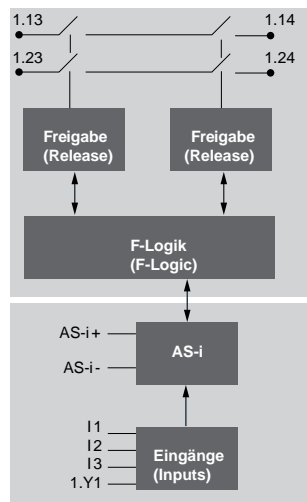 1.13 1.14
1.23 1.24
Freigabe
(Release)
Freigabe
(Release)
F-Logik
(F-Logic)
AS-i+
AS-i-
AS-i
I1
I2
I3
1.Y1
Eingänge
(Inputs)